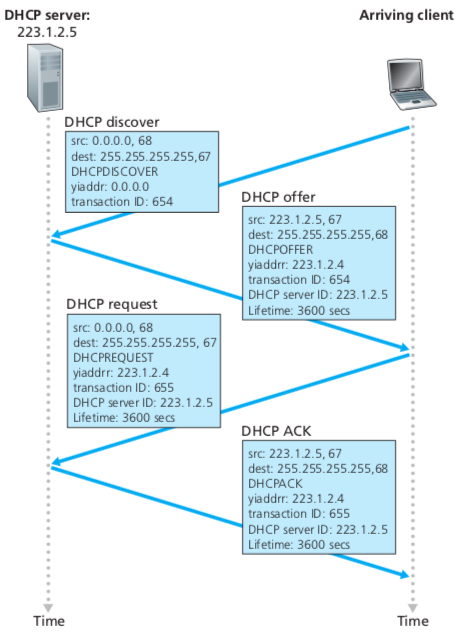 DHCP server:
223.1.2.5
Arriving client
DHCP discover
src: 0.0.0.0, 68
dest: 255.255.255.255,67
DHCPDISCOVER
yiaddr: 0.0.0.0
transaction ID: 654
DHCP offer
src: 223.1.2.5, 67
dest: 255.255.255.255,68
DHCPOFFER
yiaddrr: 223.1.2.4
transaction ID: 654
DHCP server ID: 223.1.2.5
Lifetime: 3600 secs
DHCP request
src: 0.0.0.0, 68
dest: 255.255.255.255, 67
DHCPREQUEST
yiaddrr: 223.1.2.4
transaction ID: 655
DHCP server ID: 223.1.2.5
Lifetime: 3600 secs
DHCP ACK
src: 223.1.2.5, 67
dest: 255.255.255.255,68
DHCPACK
yiaddrr: 223.1.2.4
transaction ID: 655
DHCP server ID: 223.1.2.5
Lifetime: 3600 secs
Time
Time